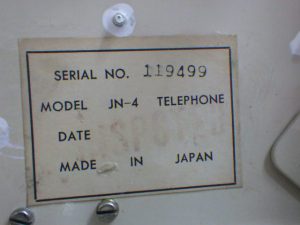 SERIAL NO. 119499
MODEL JN-4 TELEPHONE
DATE
MADE IN JAPAN